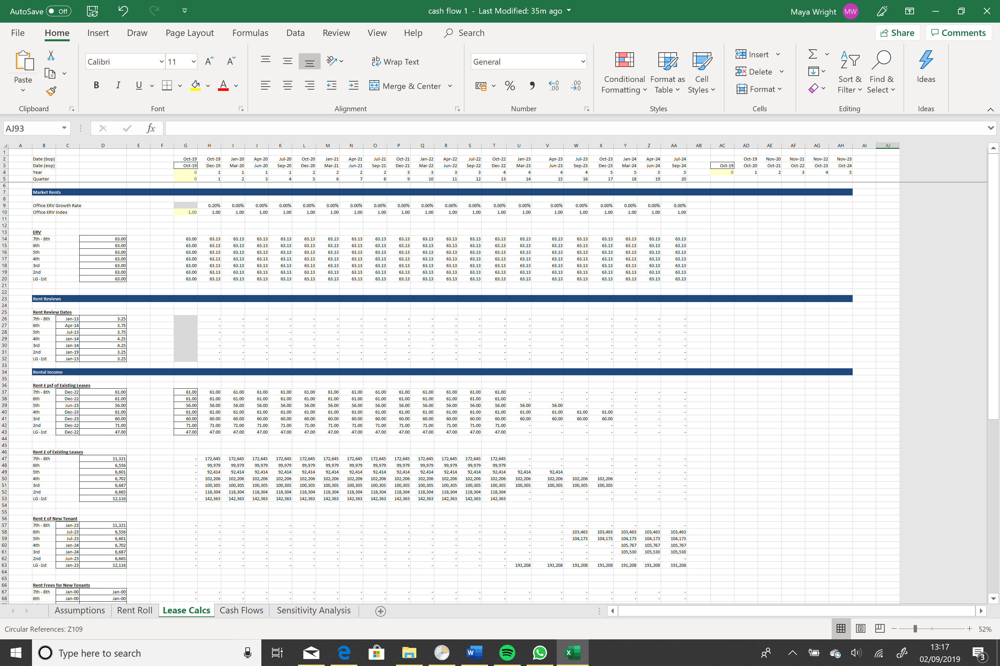 AutoSave Off cash flow 1 - Last Modified: 35m ago Maya Wright MW
File Home Insert Draw Page Layout Formulas Data Review View Help Search Share Comments
Paste Calibri 11 Wrap Text General Conditional Formatting Format as Table Cell Styles Insert Delete Format Sort & Filter Find & Select Ideas
B I U A Merge & Center %
Clipboard Font Alignment Number Styles Cells Editing Ideas
AJ93 fx
A B C D E F G H I J K L M N O P Q R S T U V W X Y Z AA AB AC AD AE AF AG AH AI AJ
1
2 Date (bop) Oct-19 Oct-19 Jan-20 Apr-20 Jul-20 Oct-20 Jan-21 Apr-21 Jul-21 Oct-21 Jan-22 Apr-22 Jul-22 Oct-22 Jan-23 Apr-23 Jul-23 Oct-23 Jan-24 Apr-24 Jul-24 Oct-19 Nov-20 Nov-21 Nov-22 Nov-23
3 Date (eop) Oct-19 Dec-19 Mar-20 Jun-20 Sep-20 Dec-20 Mar-21 Jun-21 Sep-21 Dec-21 Mar-22 Jun-22 Sep-22 Dec-22 Mar-23 Jun-23 Sep-23 Dec-23 Mar-24 Jun-24 Sep-24 Oct-19 Oct-20 Oct-21 Oct-22 Oct-23 Oct-24
4 Year 0 1 1 1 1 2 2 2 2 3 3 3 3 4 4 4 4 5 5 5 5 0 1 2 3 4 5
5 Quarter 0 1 2 3 4 5 6 7 8 9 10 11 12 13 14 15 16 17 18 19 20
6
7 Market Rents
8
9 Office ERV Growth Rate 0.20% 0.00% 0.00% 0.00% 0.00% 0.00% 0.00% 0.00% 0.00% 0.00% 0.00% 0.00% 0.00% 0.00% 0.00% 0.00% 0.00% 0.00% 0.00% 0.00%
10 Office ERV Index 1.00 1.00 1.00 1.00 1.00 1.00 1.00 1.00 1.00 1.00 1.00 1.00 1.00 1.00 1.00 1.00 1.00 1.00 1.00 1.00 1.00
11
12
13 ERV
14 7th - 8th 63.00 63.00 63.13 63.13 63.13 63.13 63.13 63.13 63.13 63.13 63.13 63.13 63.13 63.13 63.13 63.13 63.13 63.13 63.13 63.13 63.13 63.13
15 6th 63.00 63.00 63.13 63.13 63.13 63.13 63.13 63.13 63.13 63.13 63.13 63.13 63.13 63.13 63.13 63.13 63.13 63.13 63.13 63.13 63.13 63.13
16 5th 63.00 63.00 63.13 63.13 63.13 63.13 63.13 63.13 63.13 63.13 63.13 63.13 63.13 63.13 63.13 63.13 63.13 63.13 63.13 63.13 63.13 63.13
17 4th 63.00 63.00 63.13 63.13 63.13 63.13 63.13 63.13 63.13 63.13 63.13 63.13 63.13 63.13 63.13 63.13 63.13 63.13 63.13 63.13 63.13 63.13
18 3rd 63.00 63.00 63.13 63.13 63.13 63.13 63.13 63.13 63.13 63.13 63.13 63.13 63.13 63.13 63.13 63.13 63.13 63.13 63.13 63.13 63.13 63.13
19 2nd 63.00 63.00 63.13 63.13 63.13 63.13 63.13 63.13 63.13 63.13 63.13 63.13 63.13 63.13 63.13 63.13 63.13 63.13 63.13 63.13 63.13 63.13
20 LG -1st 63.00 63.00 63.13 63.13 63.13 63.13 63.13 63.13 63.13 63.13 63.13 63.13 63.13 63.13 63.13 63.13 63.13 63.13 63.13 63.13 63.13 63.13
21
22
23 Rent Reviews
24
25 Rent Review Dates
26 7th - 8th Jan-13 3.25 - - - - - - - - - - - - - - - - - - - -
27 6th Apr-14 3.75 - - - - - - - - - - - - - - - - - - - -
28 5th Jul-13 3.75 - - - - - - - - - - - - - - - - - - - -
29 4th Jan-14 4.25 - - - - - - - - - - - - - - - - - - - -
30 3rd Jan-14 4.25 - - - - - - - - - - - - - - - - - - - -
31 2nd Jan-19 3.25 - - - - - - - - - - - - - - - - - - - -
32 LG -1st Jan-13 3.25 - - - - - - - - - - - - - - - - - - - -
33
34 Rental Income
35
36 Rent £ psf of Existing Leases
37 7th - 8th Dec-22 61.00 61.00 61.00 61.00 61.00 61.00 61.00 61.00 61.00 61.00 61.00 61.00 61.00 61.00 61.00 - - - - - - -
38 6th Dec-22 61.00 61.00 61.00 61.00 61.00 61.00 61.00 61.00 61.00 61.00 61.00 61.00 61.00 61.00 61.00 - - - - - - -
39 5th Jun-23 56.00 56.00 56.00 56.00 56.00 56.00 56.00 56.00 56.00 56.00 56.00 56.00 56.00 56.00 56.00 56.00 56.00 - - - - -
40 4th Dec-23 61.00 61.00 61.00 61.00 61.00 61.00 61.00 61.00 61.00 61.00 61.00 61.00 61.00 61.00 61.00 61.00 61.00 61.00 61.00 - - -
41 3rd Dec-23 60.00 60.00 60.00 60.00 60.00 60.00 60.00 60.00 60.00 60.00 60.00 60.00 60.00 60.00 60.00 60.00 60.00 60.00 60.00 - - -
42 2nd Dec-22 71.00 71.00 71.00 71.00 71.00 71.00 71.00 71.00 71.00 71.00 71.00 71.00 71.00 71.00 71.00 - - - - - - -
43 LG -1st Dec-22 47.00 47.00 47.00 47.00 47.00 47.00 47.00 47.00 47.00 47.00 47.00 47.00 47.00 47.00 47.00 - - - - - - -
44
45
46 Rent £ of Existing Leases
47 7th - 8th 11,321 - 172,645 172,645 172,645 172,645 172,645 172,645 172,645 172,645 172,645 172,645 172,645 172,645 172,645 - - - - - - -
48 6th 6,556 - 99,979 99,979 99,979 99,979 99,979 99,979 99,979 99,979 99,979 99,979 99,979 99,979 99,979 - - - - - - -
49 5th 6,601 - 92,414 92,414 92,414 92,414 92,414 92,414 92,414 92,414 92,414 92,414 92,414 92,414 92,414 92,414 92,414 - - - - -
50 4th 6,702 - 102,206 102,206 102,206 102,206 102,206 102,206 102,206 102,206 102,206 102,206 102,206 102,206 102,206 102,206 102,206 102,206 102,206 - - -
51 3rd 6,687 - 100,305 100,305 100,305 100,305 100,305 100,305 100,305 100,305 100,305 100,305 100,305 100,305 100,305 100,305 100,305 100,305 100,305 - - -
52 2nd 6,665 - 118,304 118,304 118,304 118,304 118,304 118,304 118,304 118,304 118,304 118,304 118,304 118,304 118,304 - - - - - - -
53 LG -1st 12,116 - 142,363 142,363 142,363 142,363 142,363 142,363 142,363 142,363 142,363 142,363 142,363 142,363 142,363 - - - - - - -
54
55
56 Rent £ of New Tenant
57 7th - 8th Jan-23 11,321 - - - - - - - - - - - - - - - - - - - - -
58 6th Jul-23 6,556 - - - - - - - - - - - - - - - - 103,463 103,463 103,463 103,463 103,463
59 5th Jul-23 6,601 - - - - - - - - - - - - - - - - 104,173 104,173 104,173 104,173 104,173
60 4th Jan-24 6,702 - - - - - - - - - - - - - - - - - - 105,767 105,767 105,767
61 3rd Jan-24 6,687 - - - - - - - - - - - - - - - - - - 105,530 105,530 105,530
62 2nd Jun-23 6,665 - - - - - - - - - - - - - - - - - - - - -
63 LG -1st Jan-23 12,116 - - - - - - - - - - - - - - 191,208 191,208 191,208 191,208 191,208 191,208 191,208
64
65
66 Rent Frees for New Tenants
67 7th - 8th Jan-00 Jan-00 - - - - - - - - - - - - - - - - - - - - -
68 6th Jan-00 Jan-00 - - - - - - - - - - - - - - - - - - - - -
Assumptions Rent Roll Lease Calcs Cash Flows Sensitivity Analysis
Circular References: Z109 52%
Type here to search 13:17
02/09/2019 3